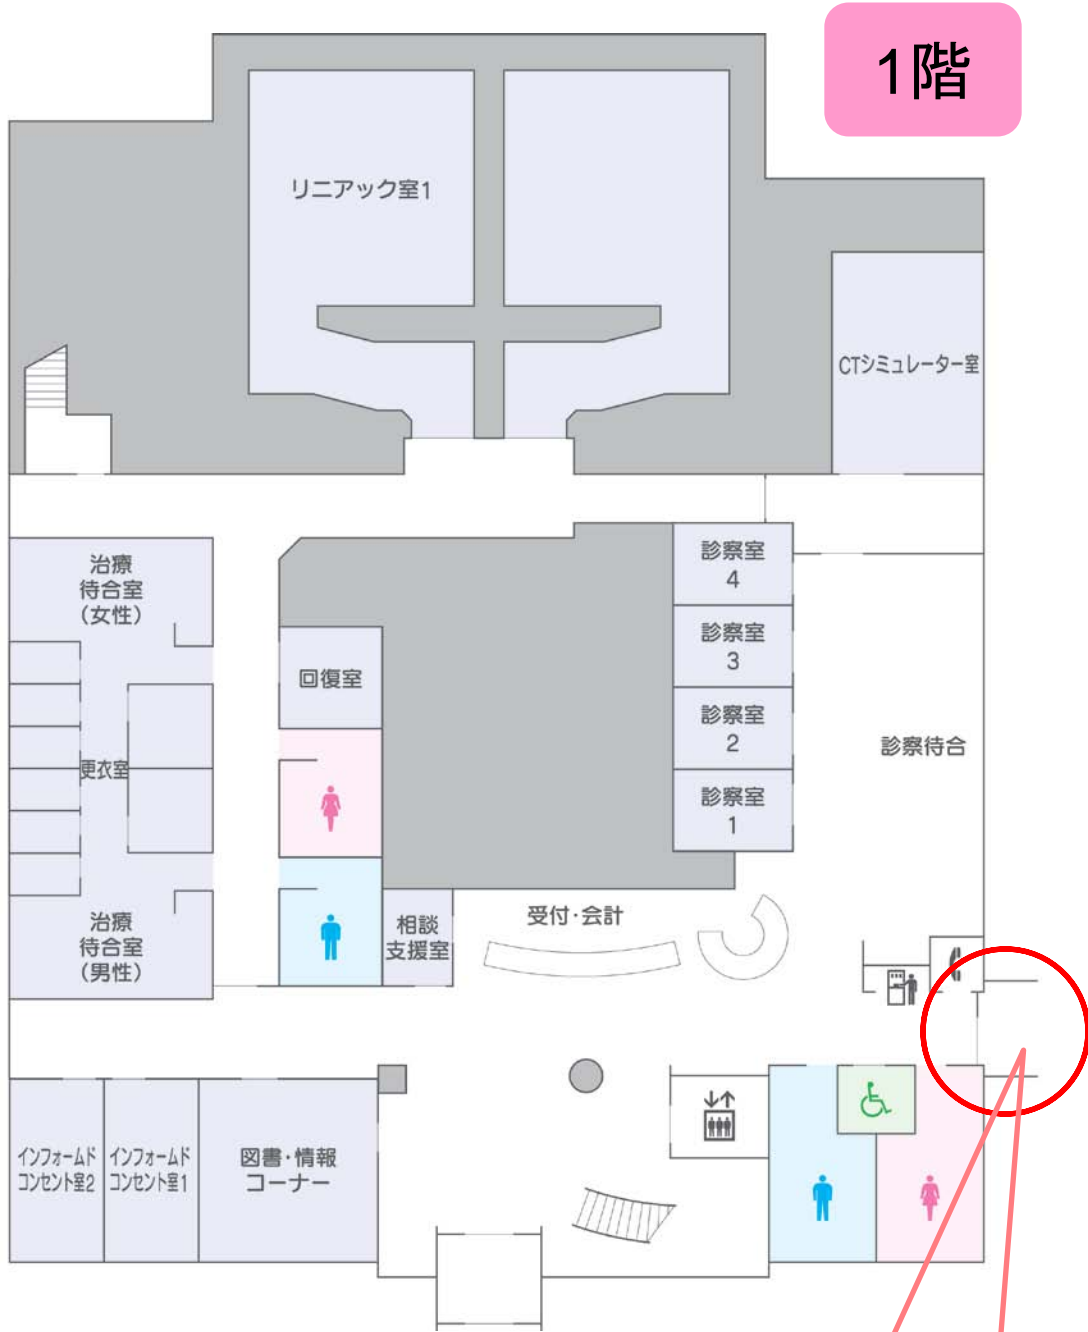 1階
リニアック室1
CTシミュレーター室
治療
待合室
（女性）
診察室
4
診察室
3
回復室
診察室
2
診察待合
更衣室
診察室
1
治療
待合室
（男性）
相談
支援室
受付・会計
インフォームド
コンセント室2
インフォームド
コンセント室1
図書・情報
コーナー